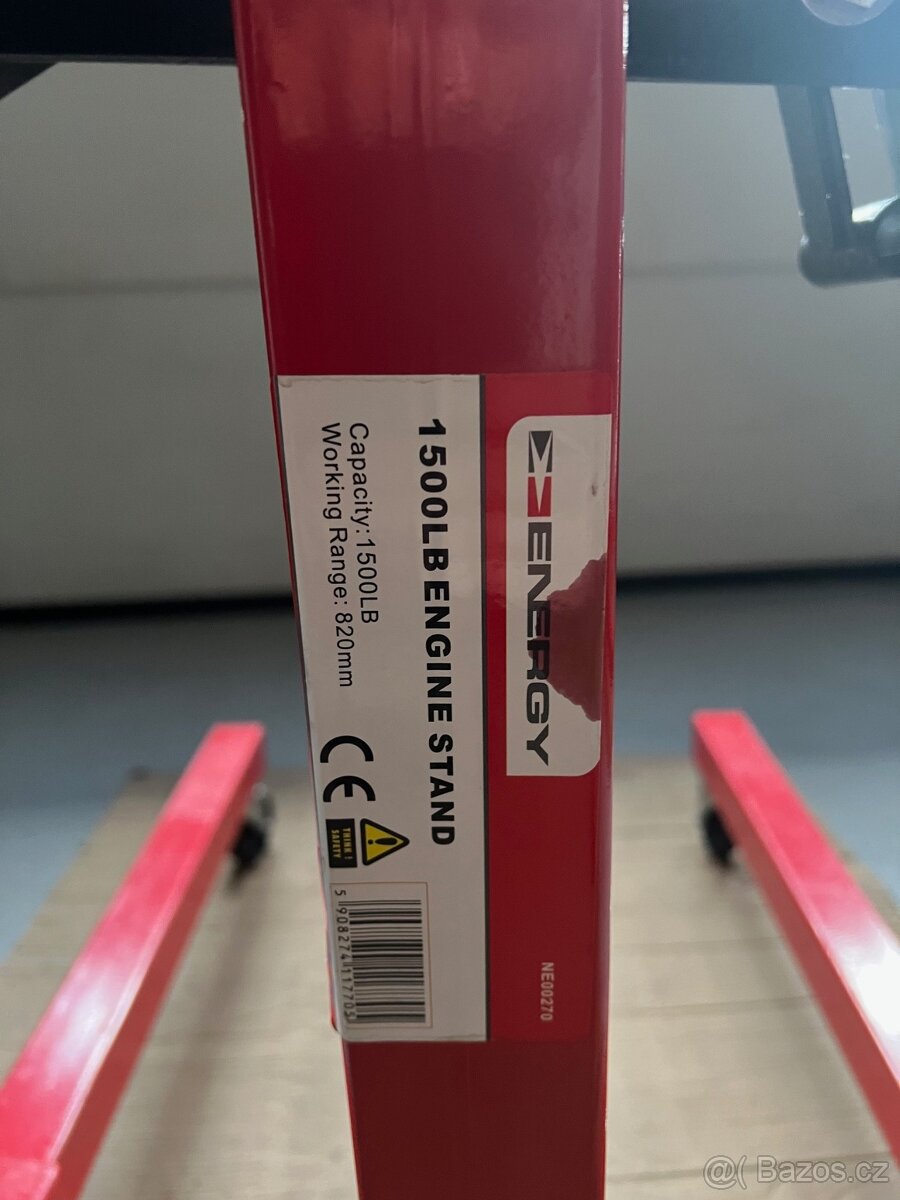 ENERGY
1500LB ENGINE STAND
Capacity:1500LB
Working Range: 820mm
CE
THINK !
SAFETY
5 908274 117705
NE00270
@( Bazos.cz